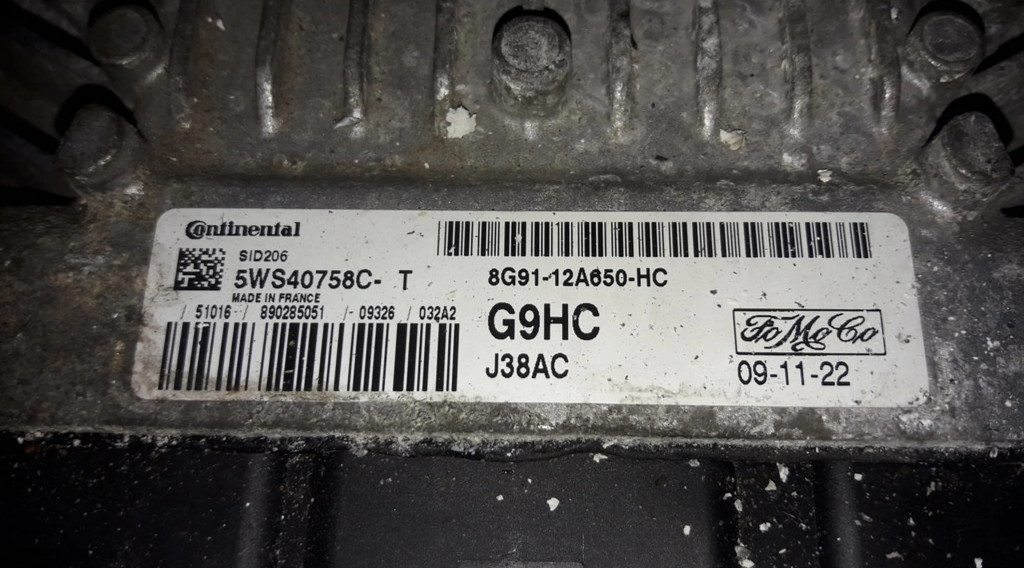 Continental
SID206
5WS40758C- T
MADE IN FRANCE
/ 51016 / 890285051 / 09326 / 032A2
8G91-12A650-HC
G9HC
J38AC
FoMoCo
09-11-22